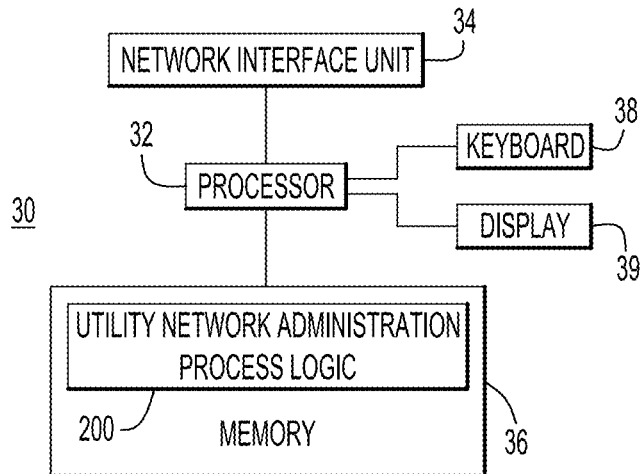 34
NETWORK INTERFACE UNIT
38
32
KEYBOARD
PROCESSOR
30
DISPLAY
39
UTILITY NETWORK ADMINISTRATION
PROCESS LOGIC
200
MEMORY
36